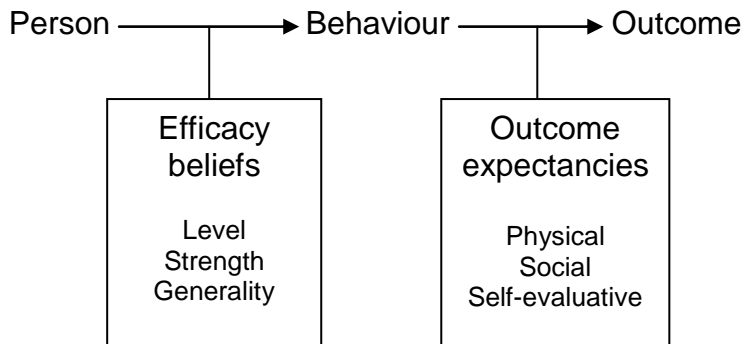 Person Behaviour Outcome
Efficacy
beliefs
Level
Strength
Generality
Outcome
expectancies
Physical
Social
Self-evaluative